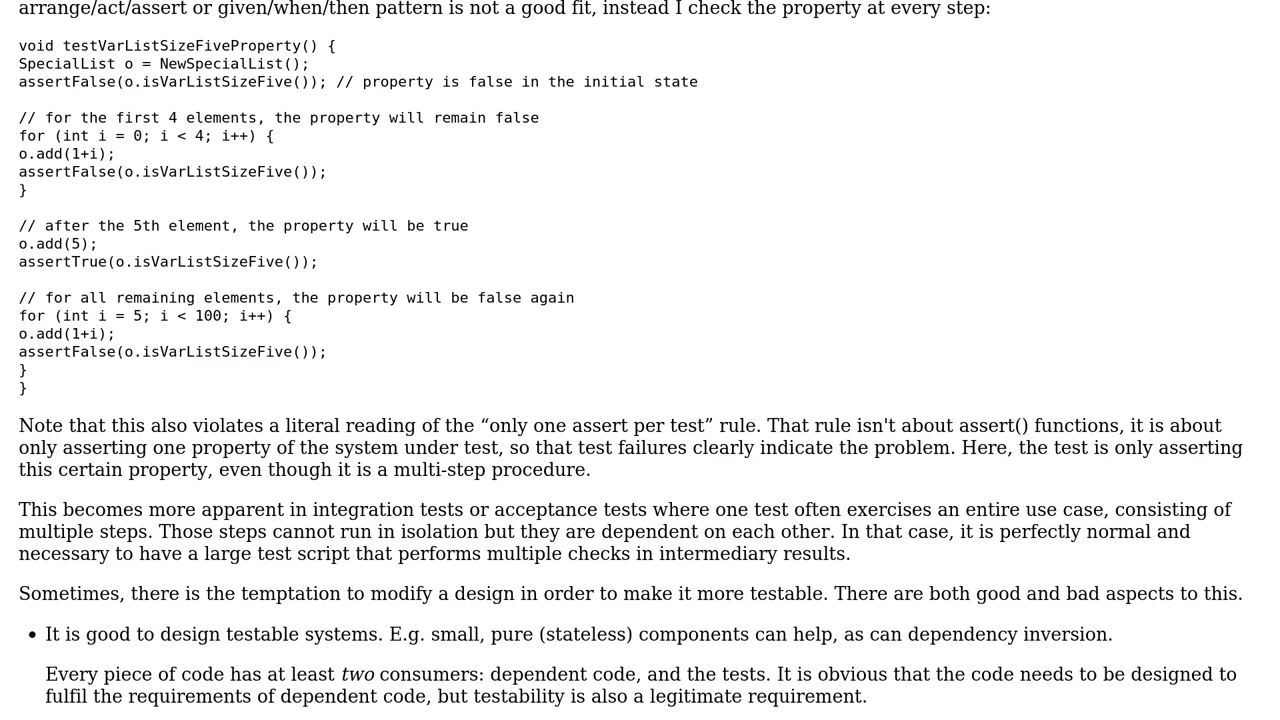 arrange/act/assert or given/when/then pattern is not a good fit, instead I check the property at every step:
void testVarListSizeFiveProperty() {
SpecialList o = NewSpecialList();
assertFalse(o.isVarListSizeFive()); // property is false in the initial state
// for the first 4 elements, the property will remain false
for (int i = 0; i < 4; i++) {
o.add(1+i);
assertFalse(o.isVarListSizeFive());
}
// after the 5th element, the property will be true
o.add(5);
assertTrue(o.isVarListSizeFive());
// for all remaining elements, the property will be false again
for (int i = 5; i < 100; i++) {
o.add(1+i);
assertFalse(o.isVarListSizeFive());
}
}
Note that this also violates a literal reading of the “only one assert per test” rule. That rule isn't about assert() functions, it is about
only asserting one property of the system under test, so that test failures clearly indicate the problem. Here, the test is only asserting
this certain property, even though it is a multi-step procedure.
This becomes more apparent in integration tests or acceptance tests where one test often exercises an entire use case, consisting of
multiple steps. Those steps cannot run in isolation but they are dependent on each other. In that case, it is perfectly normal and
necessary to have a large test script that performs multiple checks in intermediary results.
Sometimes, there is the temptation to modify a design in order to make it more testable. There are both good and bad aspects to this.
• It is good to design testable systems. E.g. small, pure (stateless) components can help, as can dependency inversion.
Every piece of code has at least two consumers: dependent code, and the tests. It is obvious that the code needs to be designed to
fulfil the requirements of dependent code, but testability is also a legitimate requirement.